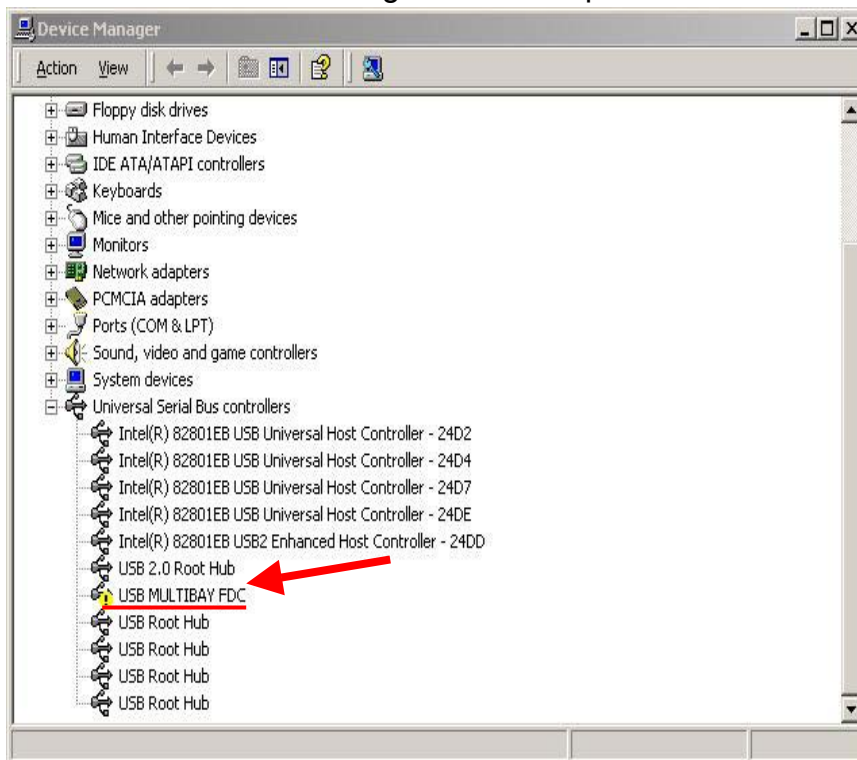 Device Manager
Action View
Floppy disk drives
Human Interface Devices
IDE ATA/ATAPI controllers
Keyboards
Mice and other pointing devices
Monitors
Network adapters
PCMCIA adapters
Ports (COM & LPT)
Sound, video and game controllers
System devices
Universal Serial Bus controllers
Intel(R) 82801EB USB Universal Host Controller - 24D2
Intel(R) 82801EB USB Universal Host Controller - 24D4
Intel(R) 82801EB USB Universal Host Controller - 24D7
Intel(R) 82801EB USB Universal Host Controller - 24DE
Intel(R) 82801EB USB2 Enhanced Host Controller - 24DD
USB 2.0 Root Hub
USB MULTIBAY FDC
USB Root Hub
USB Root Hub
USB Root Hub
USB Root Hub